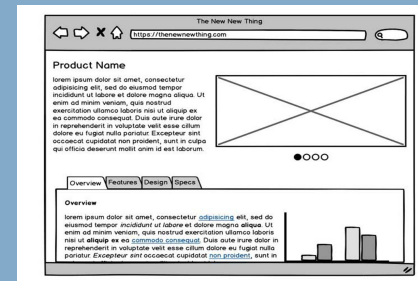 The New New Thing
https://thenewnewthing.com
Product Name
lorem ipsum dolor sit amet, consectetur
adipisicing elit, sed do eiusmod tempor
incididunt ut labore et dolore magna aliqua. Ut
enim ad minim veniam, quis nostrud
exercitation ullamco laboris nisi ut aliquip ex
ea commodo consequat. Duis aute irure dolor
in reprehenderit in voluptate velit esse cillum
dolore eu fugiat nulla pariatur. Excepteur sint
occaecat cupidatat non proident, sunt in culpa
qui officia deserunt mollit anim id est laborum.
Overview Features Design Specs
Overview
lorem ipsum dolor sit amet, consectetur adipisicing elit, sed do
eiusmod tempor incididunt ut labore et dolore magna aliqua. Ut
enim ad minim veniam, quis nostrud exercitation ullamco laboris
nisi ut aliquip ex ea commodo consequat. Duis aute irure dolor in
reprehenderit in voluptate velit esse cillum dolore eu fugiat nulla
pariatur. Excepteur sint occaecat cupidatat non proident, sunt in